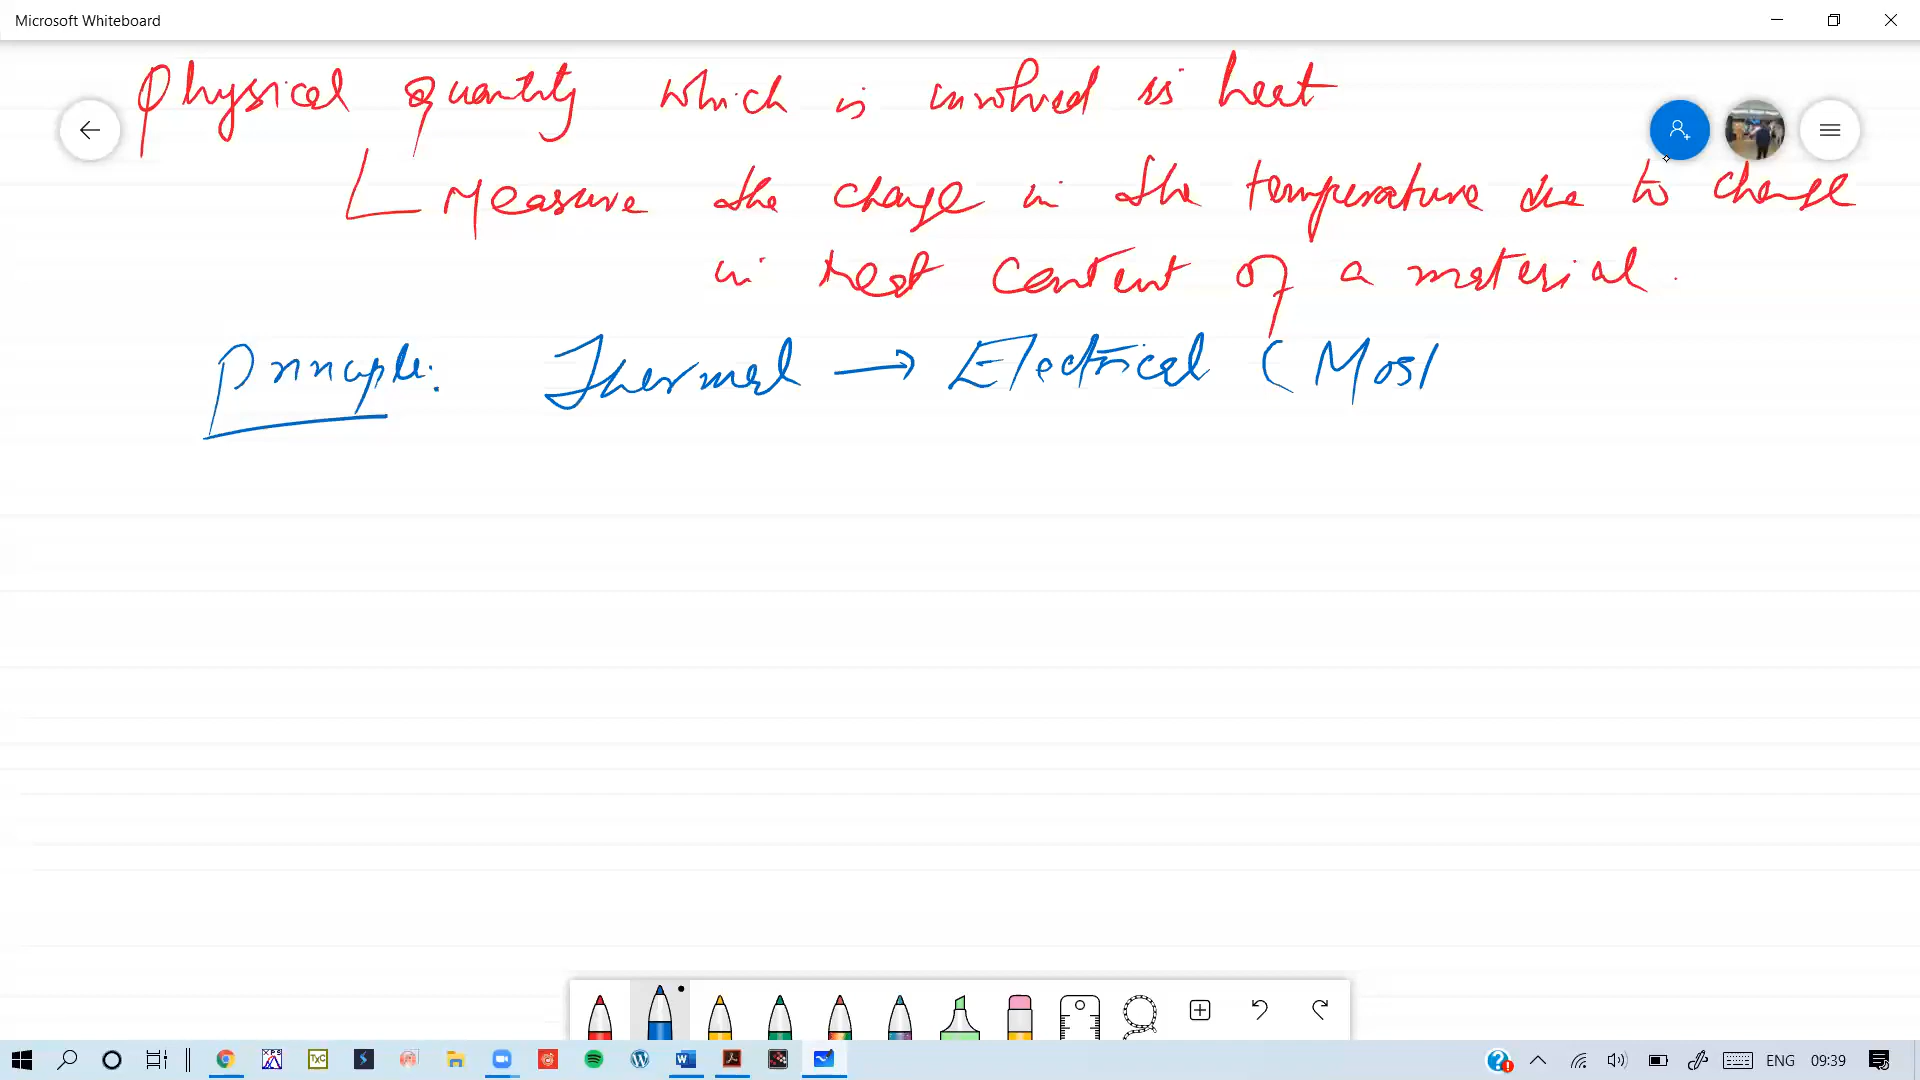 Microsoft Whiteboard
Physical quantity which is involved is heat
Measure the change in the temperature due to change
in heat content of a material.
Principle: Thermal → Electrical (Most
ENG 09:39